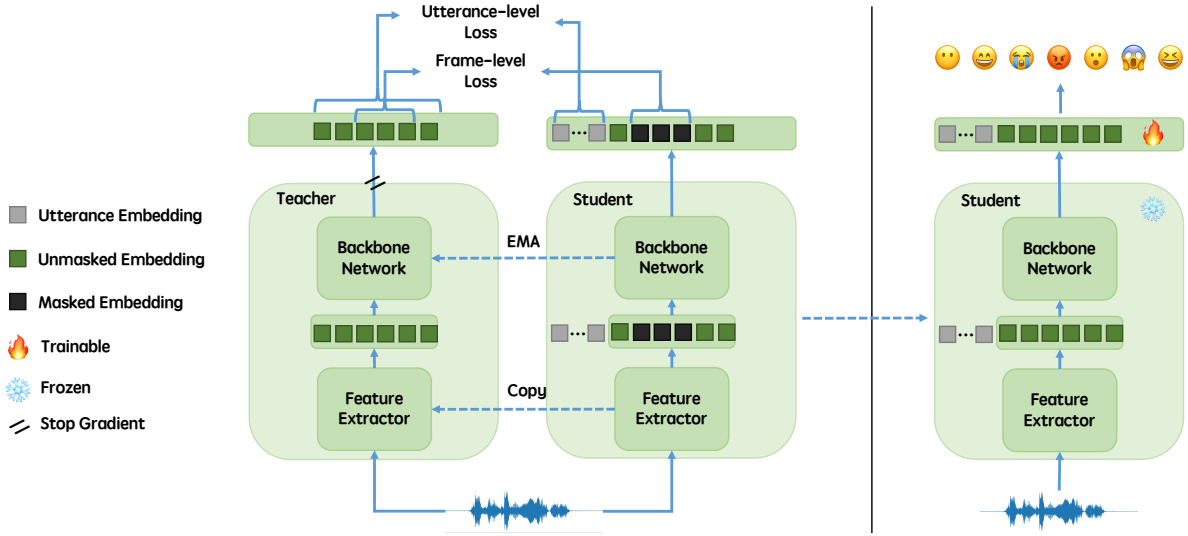 Utterance-level
Loss
Frame-level
Loss
Teacher
Student
Student
Utterance Embedding
Unmasked Embedding
Masked Embedding
Trainable
Frozen
Stop Gradient
Backbone
Network
EMA
Backbone
Network
Backbone
Network
Feature
Extractor
Copy
Feature
Extractor
Feature
Extractor